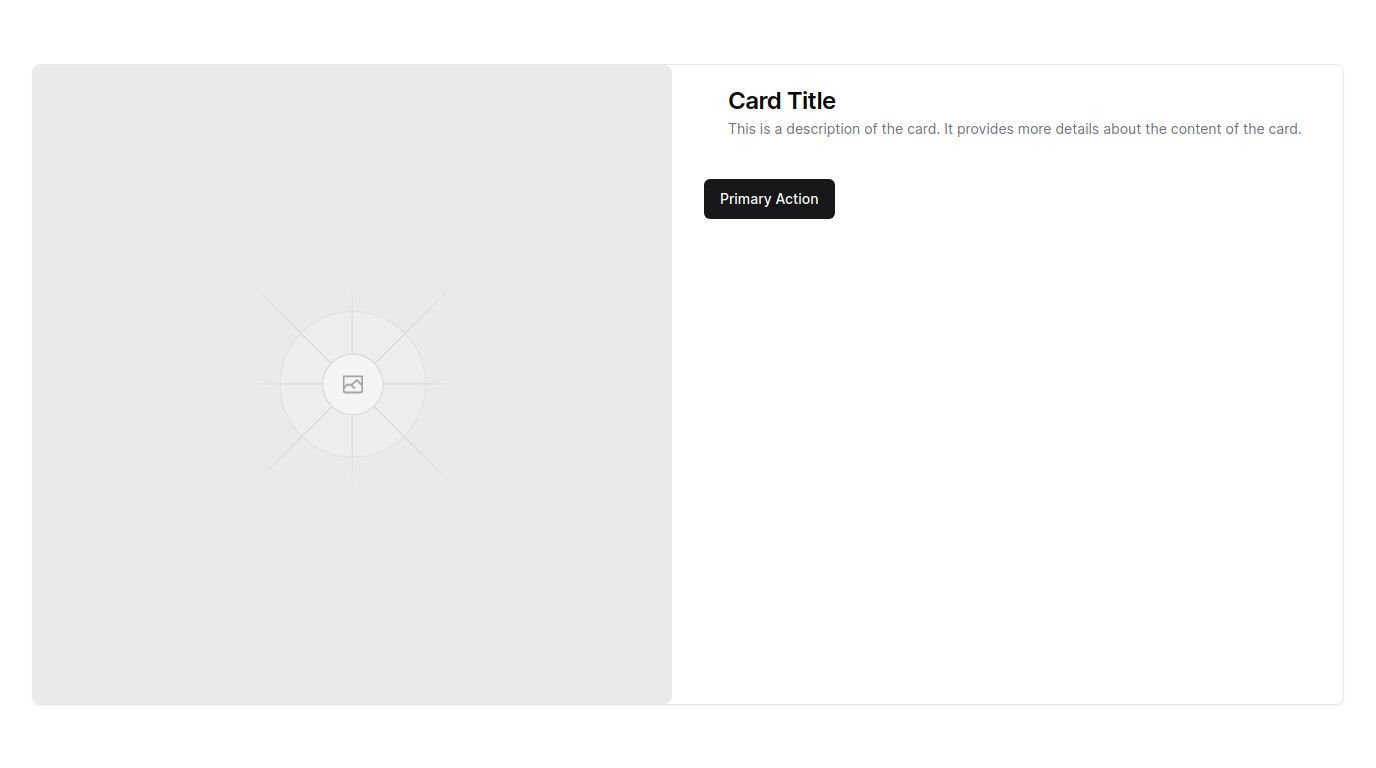 Card Title
This is a description of the card. It provides more details about the content of the card.
Primary Action